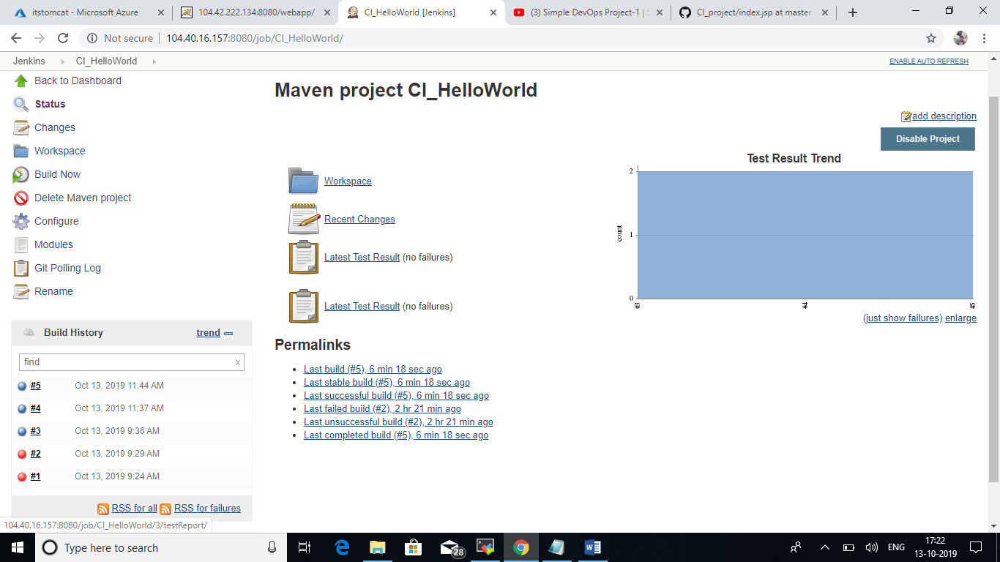 itstomcat - Microsoft Azure
104.42.222.134:8080/webapp/
CI_HelloWorld [Jenkins]
(3) Simple DevOps Project-1 | S
CI_project/index.jsp at master
Not secure 104.40.16.157:8080/job/CI_HelloWorld/
Jenkins CI_HelloWorld ENABLE AUTO REFRESH
Back to Dashboard
Status
Changes
Workspace
Build Now
Delete Maven project
Configure
Modules
Git Polling Log
Rename
Build History trend
find x
#5 Oct 13, 2019 11:44 AM
#4 Oct 13, 2019 11:37 AM
#3 Oct 13, 2019 9:36 AM
#2 Oct 13, 2019 9:29 AM
#1 Oct 13, 2019 9:24 AM
RSS for all RSS for failures
104.40.16.157:8080/job/CI_HelloWorld/3/testReport/
Maven project CI_HelloWorld
add description
Disable Project
Workspace
Recent Changes
Latest Test Result (no failures)
Latest Test Result (no failures)
Test Result Trend
count
2
1
0
#3 #4 #5
(just show failures) enlarge
Permalinks
Last build (#5), 6 min 18 sec ago
Last stable build (#5), 6 min 18 sec ago
Last successful build (#5), 6 min 18 sec ago
Last failed build (#2), 2 hr 21 min ago
Last unsuccessful build (#2), 2 hr 21 min ago
Last completed build (#5), 6 min 18 sec ago
Type here to search
28
ENG
17:22
13-10-2019